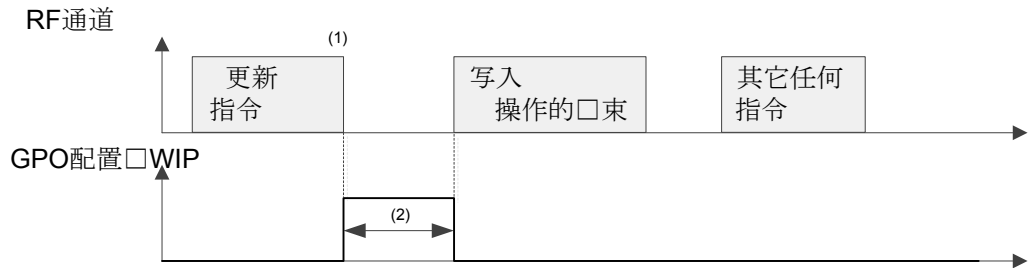 RF通道
(1)
更新
指令
写入
操作的□束
其它任何
指令
GPO配置□WIP
(2)